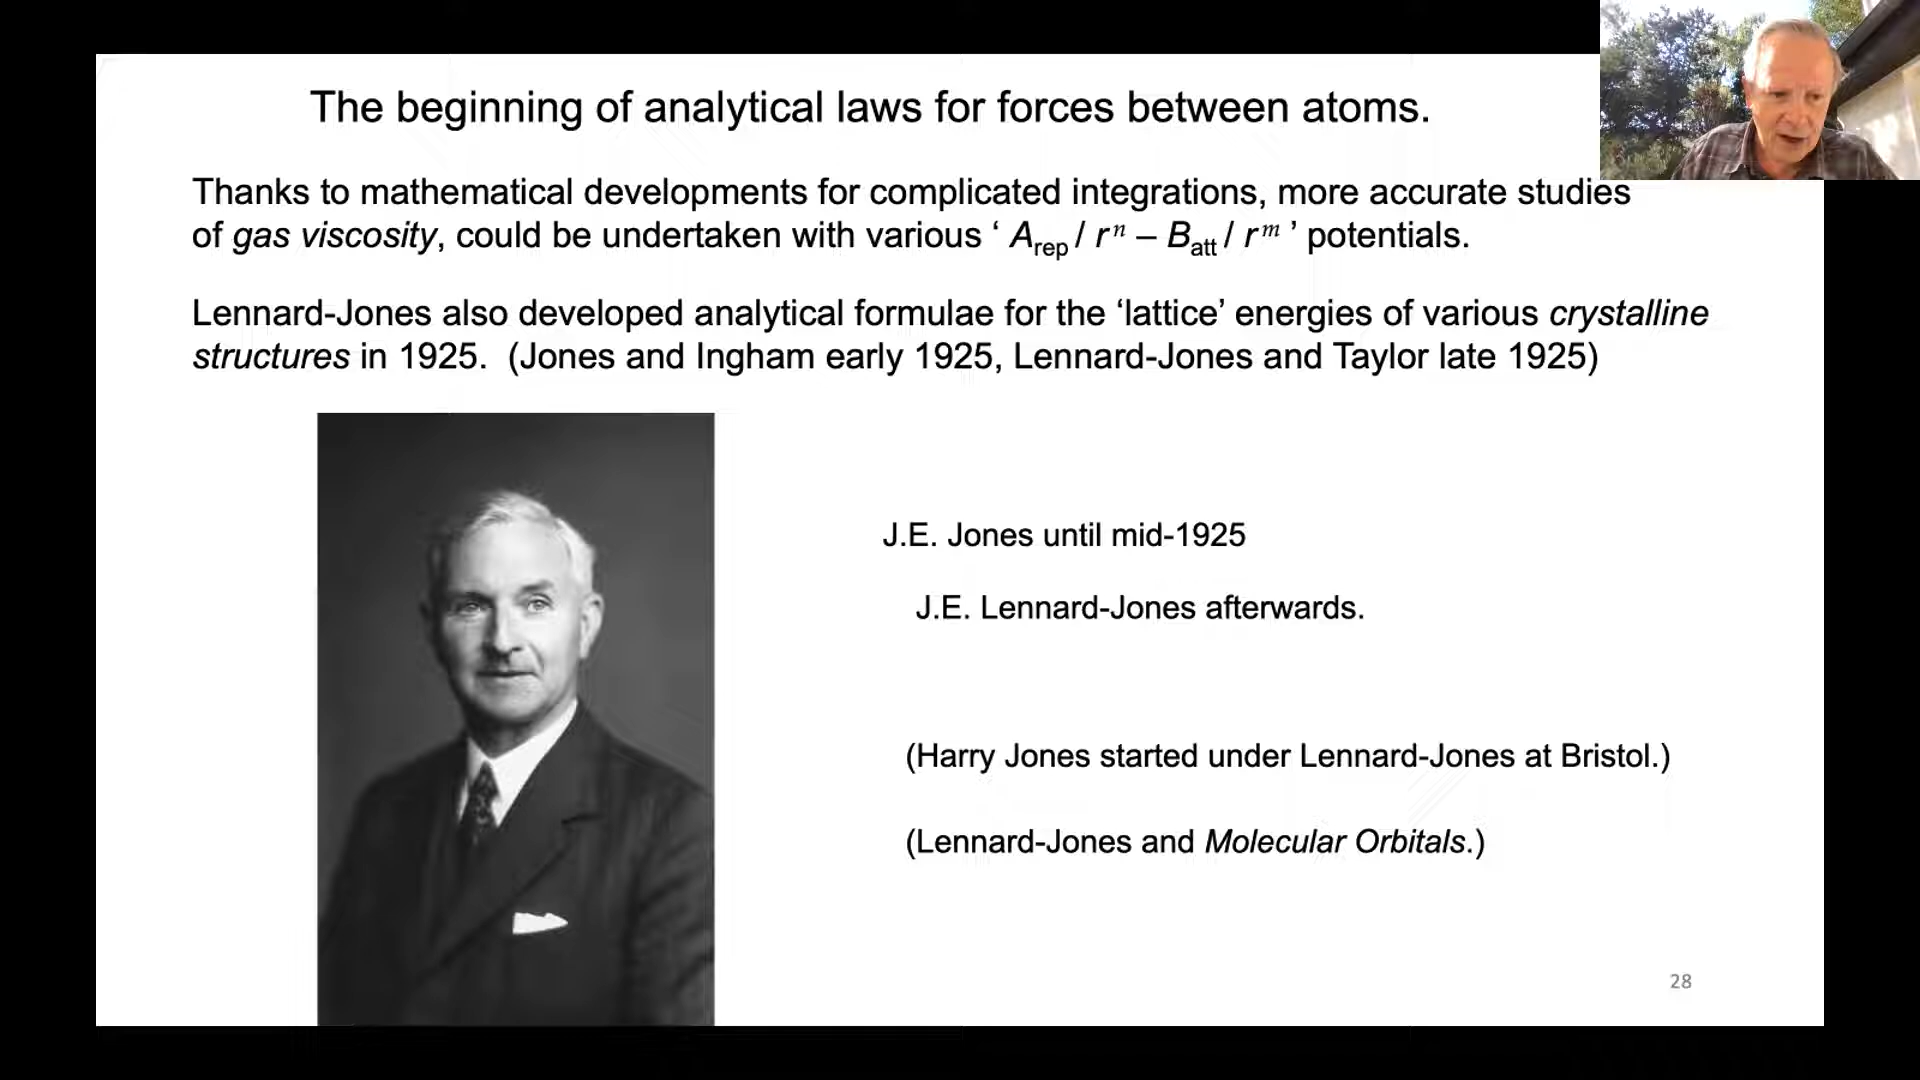 The beginning of analytical laws for forces between atoms.
Thanks to mathematical developments for complicated integrations, more accurate studies
of gas viscosity, could be undertaken with various ‘ Arep / rⁿ – Batt / rᵐ ’ potentials.
Lennard-Jones also developed analytical formulae for the ‘lattice’ energies of various crystalline
structures in 1925.  (Jones and Ingham early 1925, Lennard-Jones and Taylor late 1925)
J.E. Jones until mid-1925
J.E. Lennard-Jones afterwards.
(Harry Jones started under Lennard-Jones at Bristol.)
(Lennard-Jones and Molecular Orbitals.)
28